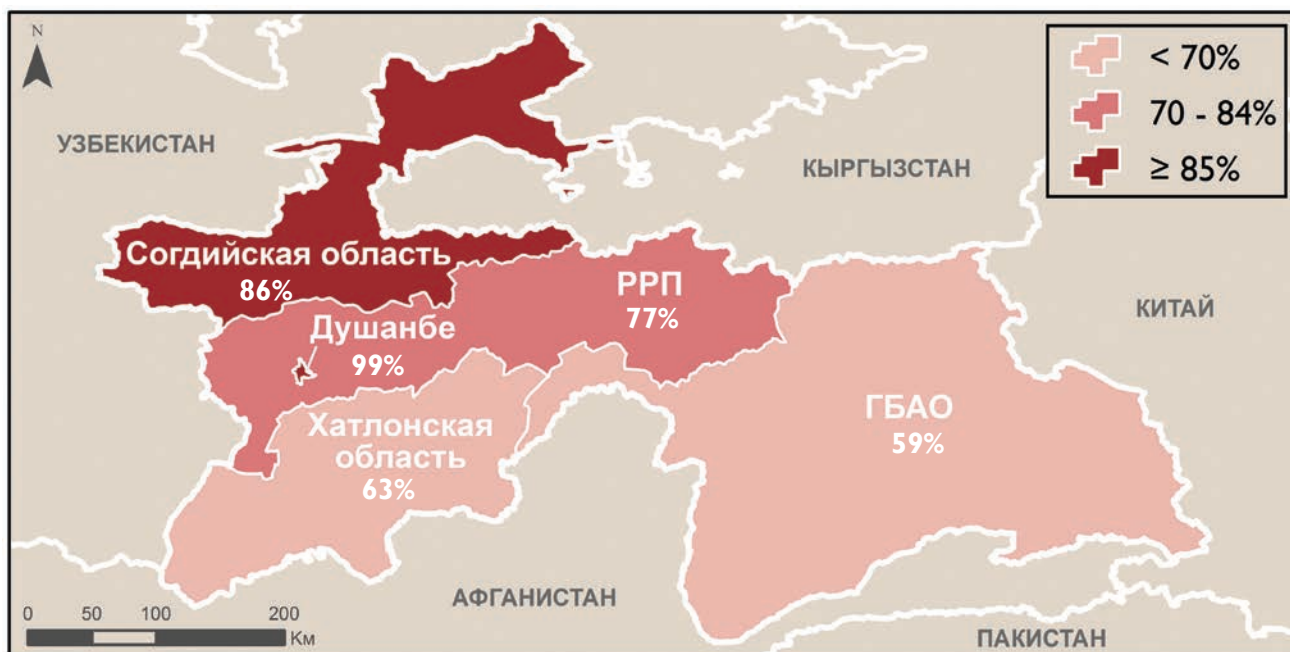 N
< 70%
70 - 84%
≥ 85%
УЗБЕКИСТАН
КЫРГЫЗСТАН
КИТАЙ
Согдийская область
86%
РРП
77%
Душанбе
99%
ГБАО
59%
Хатлонская
область
63%
АФГАНИСТАН
ПАКИСТАН
0 50 100 200
Км